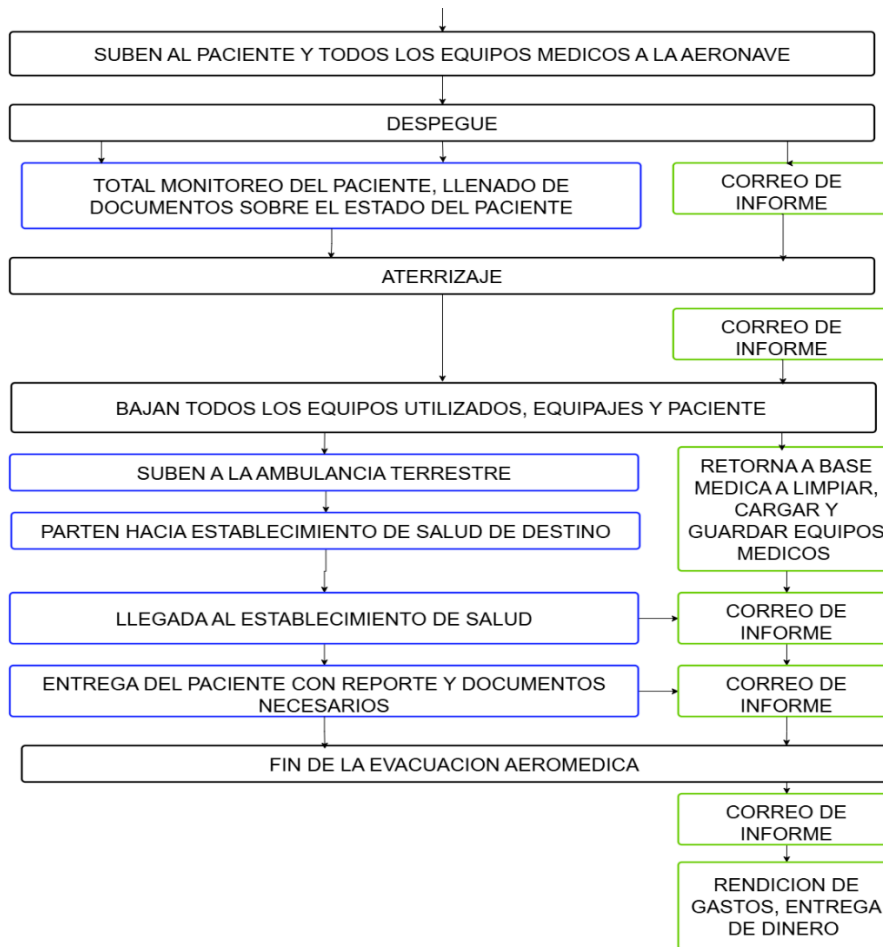 SUBEN AL PACIENTE Y TODOS LOS EQUIPOS MEDICOS A LA AERONAVE
DESPEGUE
TOTAL MONITOREO DEL PACIENTE, LLENADO DE
DOCUMENTOS SOBRE EL ESTADO DEL PACIENTE
CORREO DE
INFORME
ATERRIZAJE
CORREO DE
INFORME
BAJAN TODOS LOS EQUIPOS UTILIZADOS, EQUIPAJES Y PACIENTE
SUBEN A LA AMBULANCIA TERRESTRE
RETORNA A BASE
MEDICA A LIMPIAR,
CARGAR Y
GUARDAR EQUIPOS
MEDICOS
PARTEN HACIA ESTABLECIMIENTO DE SALUD DE DESTINO
LLEGADA AL ESTABLECIMIENTO DE SALUD
CORREO DE
INFORME
ENTREGA DEL PACIENTE CON REPORTE Y DOCUMENTOS
NECESARIOS
CORREO DE
INFORME
FIN DE LA EVACUACION AEROMEDICA
CORREO DE
INFORME
RENDICION DE
GASTOS, ENTREGA
DE DINERO